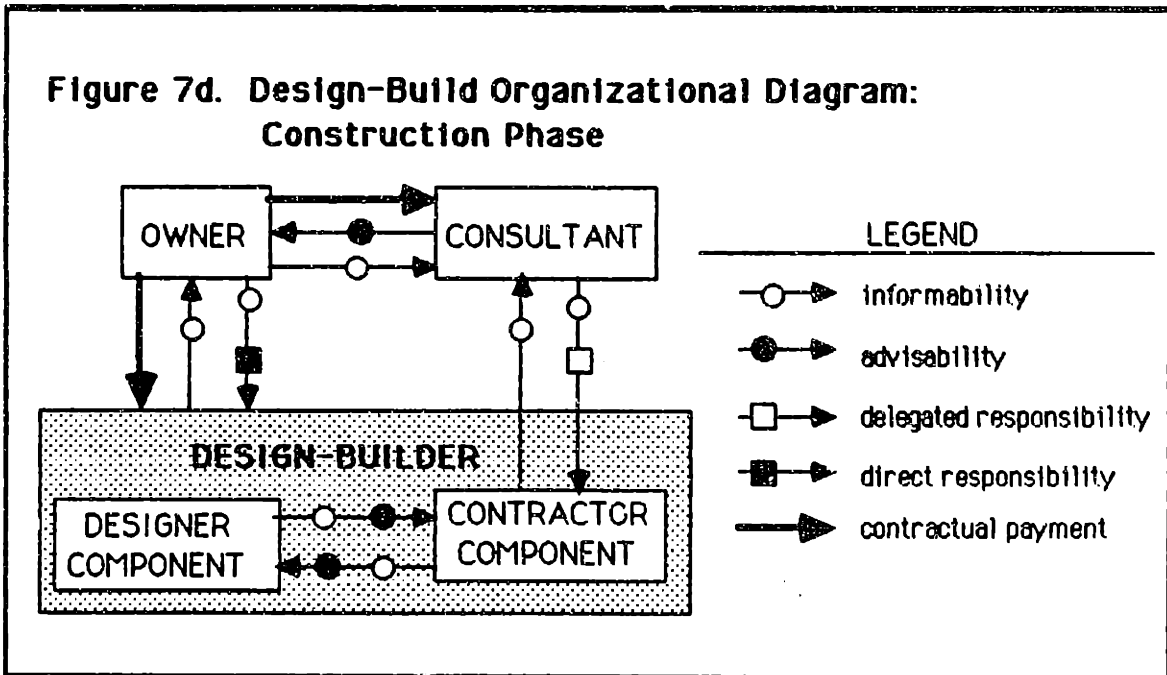 Figure 7d. Design-Build Organizational Diagram:
Construction Phase
OWNER
CONSULTANT
LEGEND
informability
advisability
delegated responsibility
direct responsibility
contractual payment
DESIGN-BUILDER
DESIGNER
COMPONENT
CONTRACTOR
COMPONENT